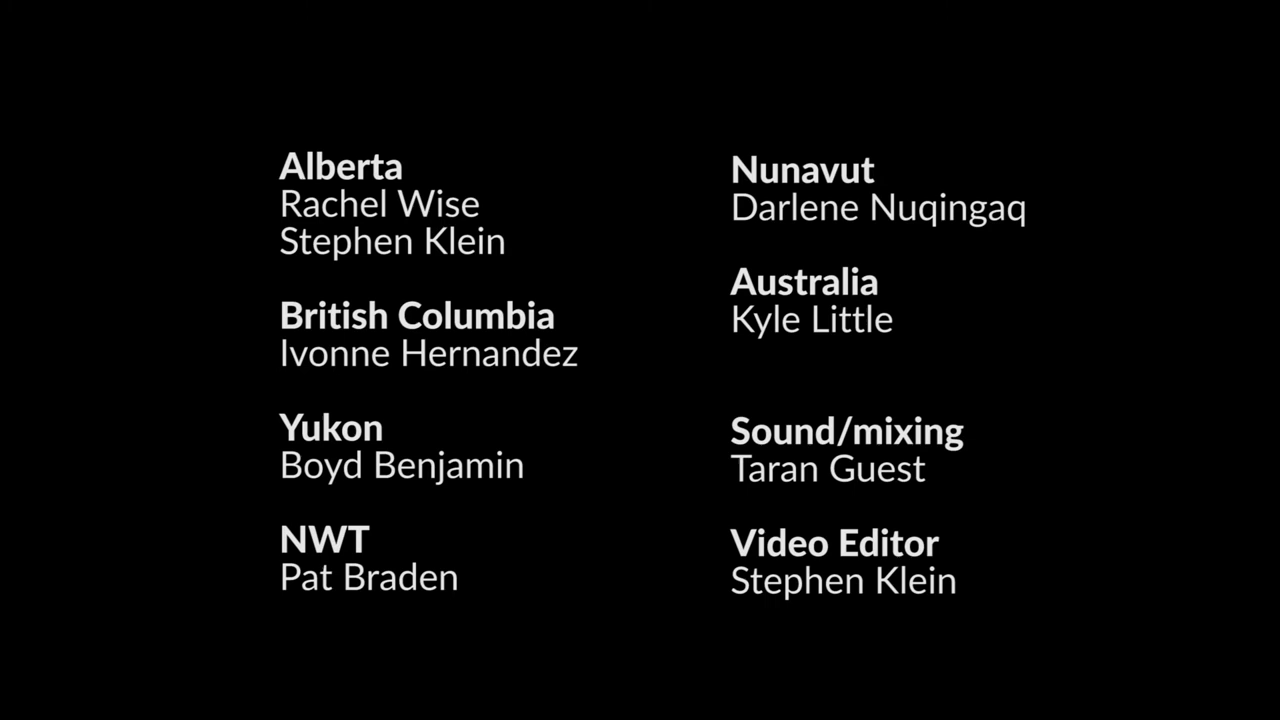 Alberta
Rachel Wise
Stephen Klein
British Columbia
Ivonne Hernandez
Yukon
Boyd Benjamin
NWT
Pat Braden
Nunavut
Darlene Nuqingaq
Australia
Kyle Little
Sound/mixing
Taran Guest
Video Editor
Stephen Klein